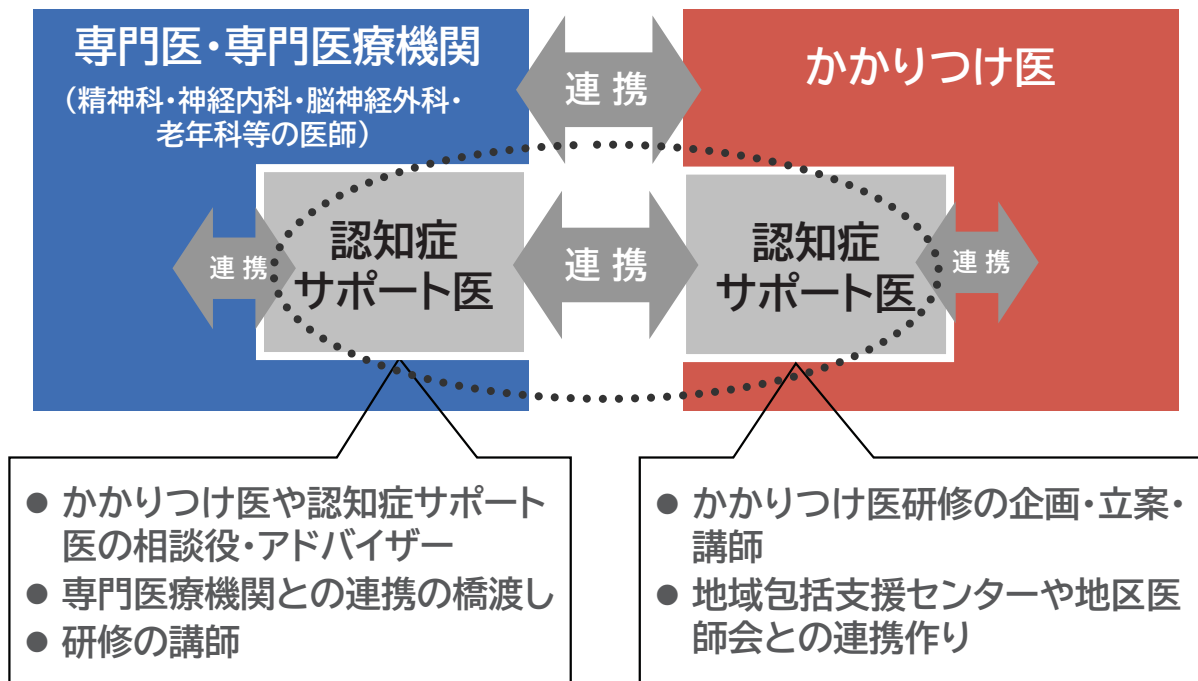 専門医・専門医療機関
（精神科・神経内科・脳神経外科・
老年科等の医師）
連携
かかりつけ医
連携
認知症
サポート医
連携
認知症
サポート医
連携
● かかりつけ医や認知症サポート
医の相談役・アドバイザー
● 専門医療機関との連携の橋渡し
● 研修の講師
● かかりつけ医研修の企画・立案・
講師
● 地域包括支援センターや地区医
師会との連携作り